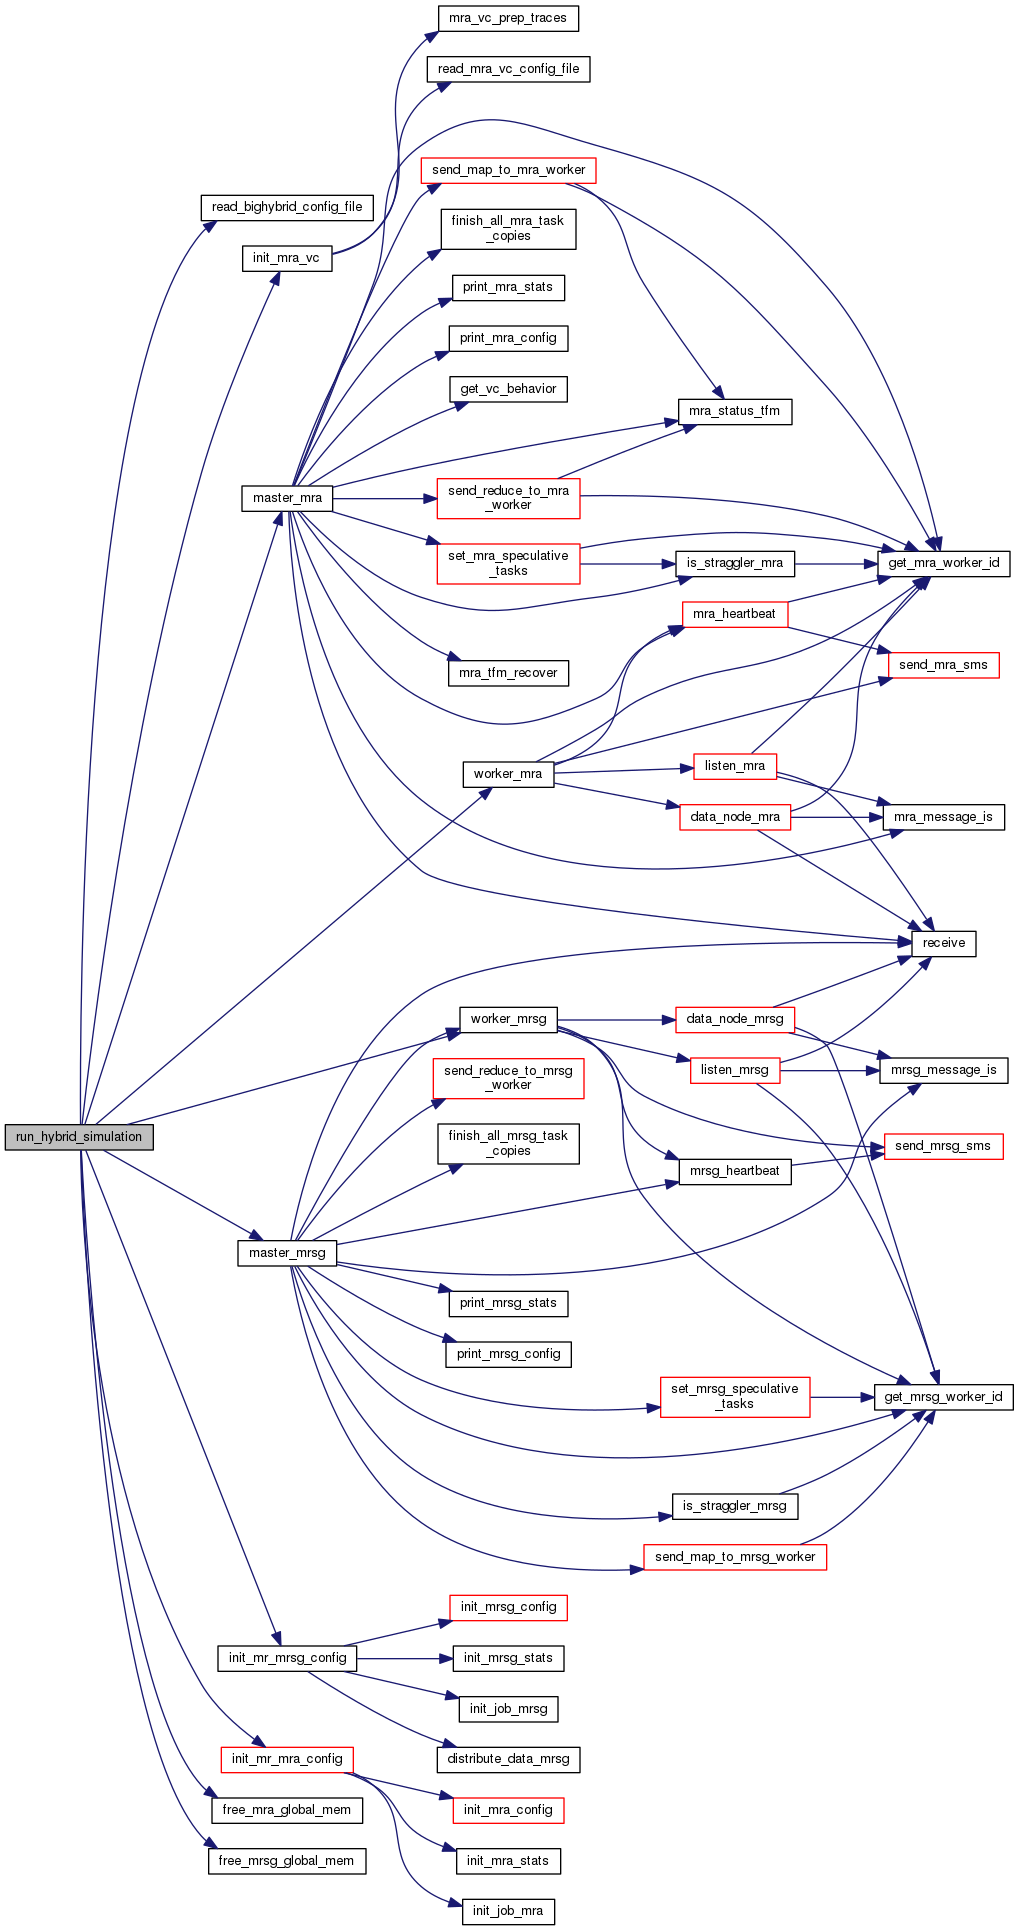 mra_vc_prep_traces
read_mra_vc_config_file
send_map_to_mra_worker
read_bighybrid_config_file
finish_all_mra_task
_copies
init_mra_vc
print_mra_stats
print_mra_config
get_vc_behavior
mra_status_tfm
master_mra
send_reduce_to_mra
_worker
set_mra_speculative
_tasks
is_straggler_mra
get_mra_worker_id
mra_heartbeat
mra_tfm_recover
send_mra_sms
worker_mra
listen_mra
data_node_mra
mra_message_is
receive
worker_mrsg
data_node_mrsg
send_reduce_to_mrsg
_worker
listen_mrsg
mrsg_message_is
run_hybrid_simulation
finish_all_mrsg_task
_copies
send_mrsg_sms
mrsg_heartbeat
master_mrsg
print_mrsg_stats
print_mrsg_config
set_mrsg_speculative
_tasks
get_mrsg_worker_id
is_straggler_mrsg
send_map_to_mrsg_worker
init_mrsg_config
init_mr_mrsg_config
init_mrsg_stats
init_job_mrsg
init_mr_mra_config
distribute_data_mrsg
free_mra_global_mem
init_mra_config
free_mrsg_global_mem
init_mra_stats
init_job_mra